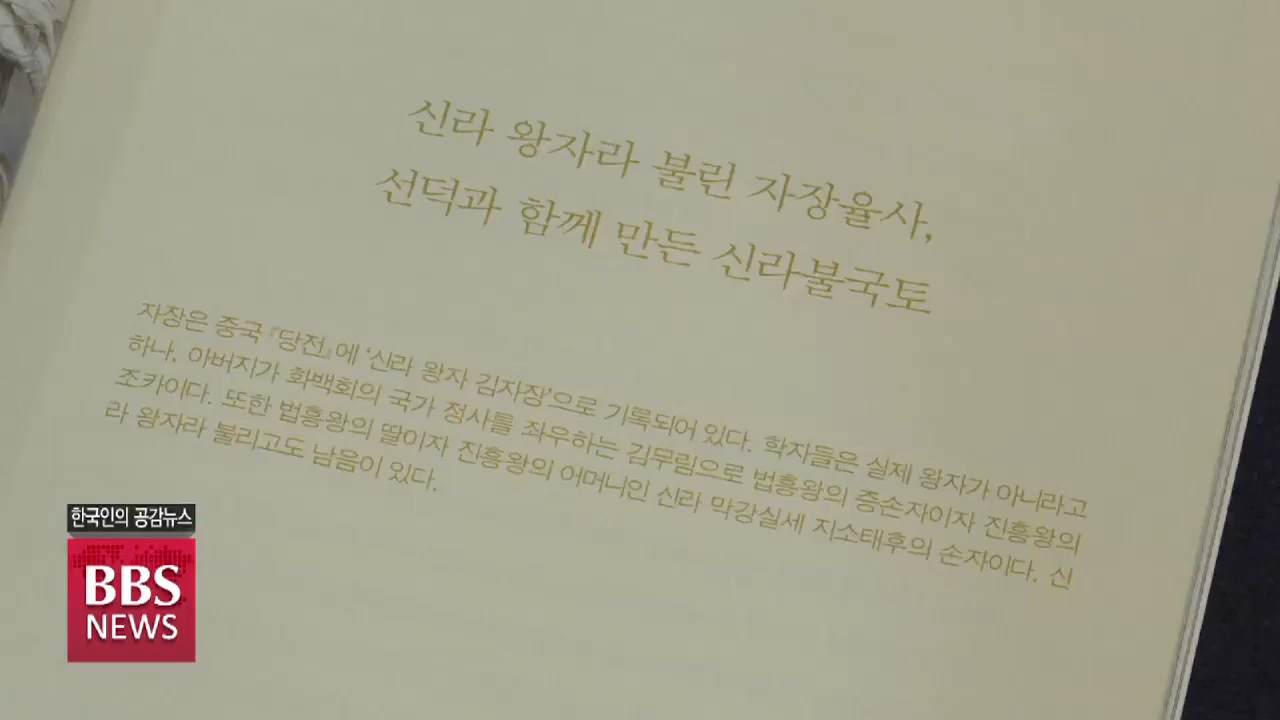 신라 왕자라 불린 자장율사,
선덕과 함께 만든 신라불국토
자장은 중국 『당전』에 '신라 왕자 김자장'으로 기록되어 있다. 학자들은 실제 왕자가 아니라고
하나, 아버지가 화백회의 국가 정사를 좌우하는 김무림으로 법흥왕의 증손자이자 진흥왕의
조카이다. 또한 법흥왕의 딸이자 진흥왕의 어머니인 신라 막강실세 지소태후의 손자이다. 신
라 왕자라 불리고도 남음이 있다.
한국인의 공감뉴스
BBS
NEWS